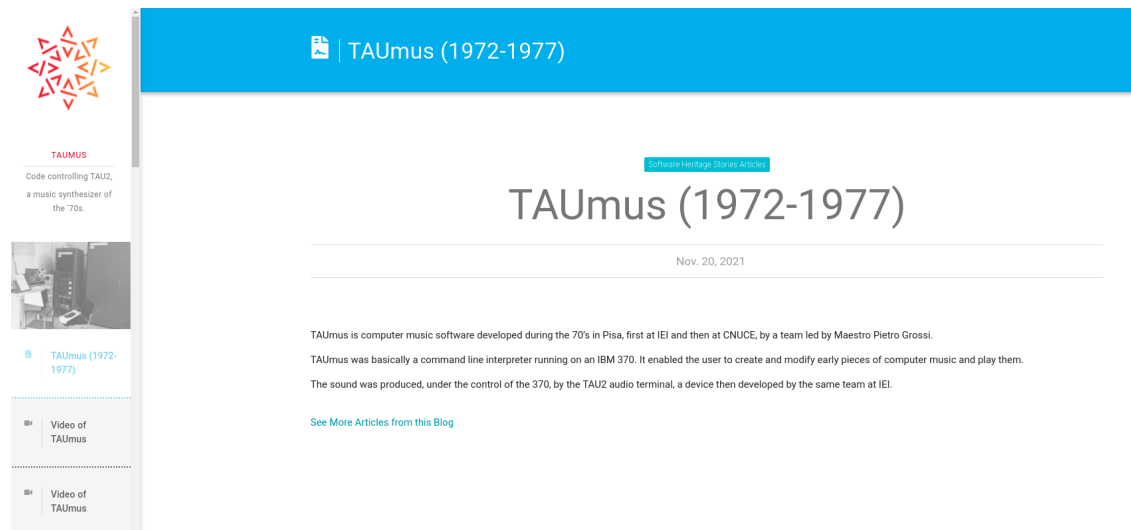 TAUMUS
Code controlling TAU2,
a music synthesizer of
the '70s.
TAUmus (1972-
1977)
Video of
TAUmus
Video of
TAUmus
TAUmus (1972-1977)
Software Heritage Stories Articles
TAUmus (1972-1977)
Nov. 20, 2021
TAUmus is computer music software developed during the 70's in Pisa, first at IEI and then at CNUCE, by a team led by Maestro Pietro Grossi.
TAUmus was basically a command line interpreter running on an IBM 370. It enabled the user to create and modify early pieces of computer music and play them.
The sound was produced, under the control of the 370, by the TAU2 audio terminal, a device then developed by the same team at IEI.
See More Articles from this Blog